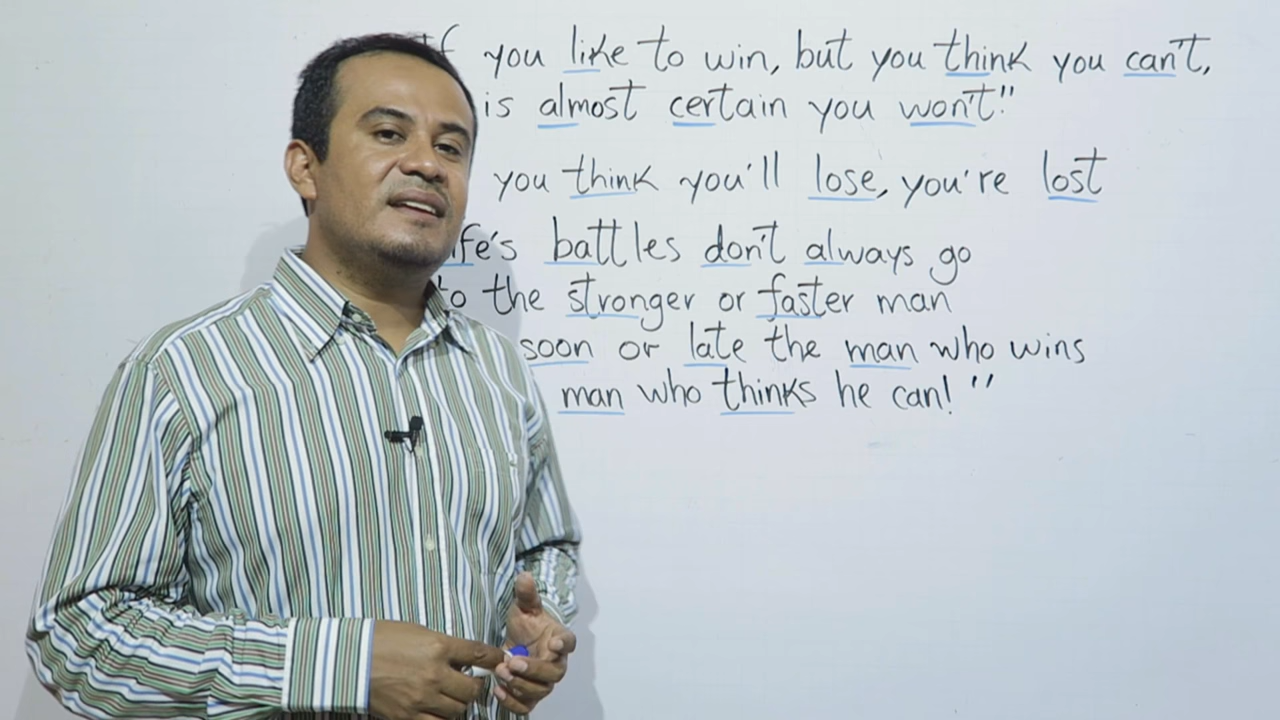 If you like to win, but you think you can't,
is almost certain you won't."
you think you'll lose, you're lost
ife's battles don't always go
to the stronger or faster man
soon or late the man who wins
man who thinks he can! "